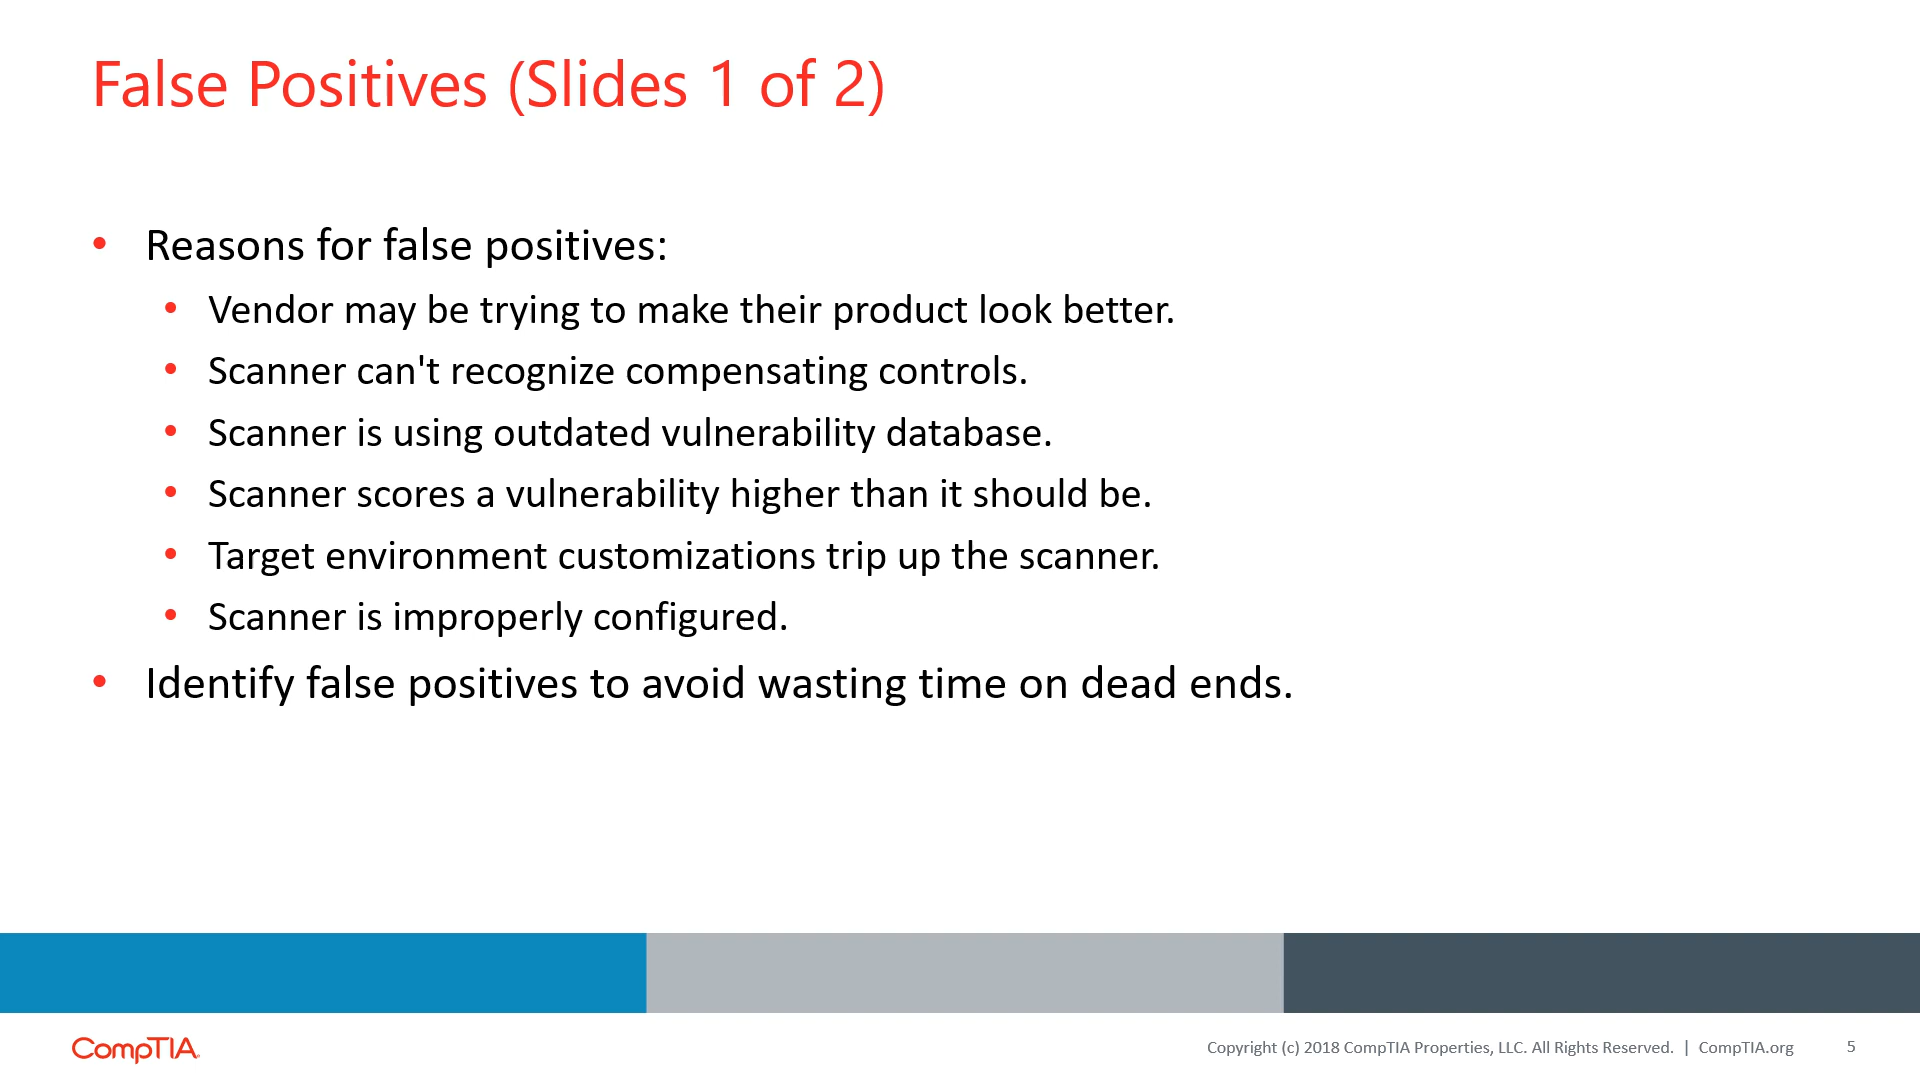 False Positives (Slides 1 of 2)
• Reasons for false positives:
• Vendor may be trying to make their product look better.
• Scanner can't recognize compensating controls.
• Scanner is using outdated vulnerability database.
• Scanner scores a vulnerability higher than it should be.
• Target environment customizations trip up the scanner.
• Scanner is improperly configured.
• Identify false positives to avoid wasting time on dead ends.
CompTIA.
Copyright (c) 2018 CompTIA Properties, LLC. All Rights Reserved. | CompTIA.org 5